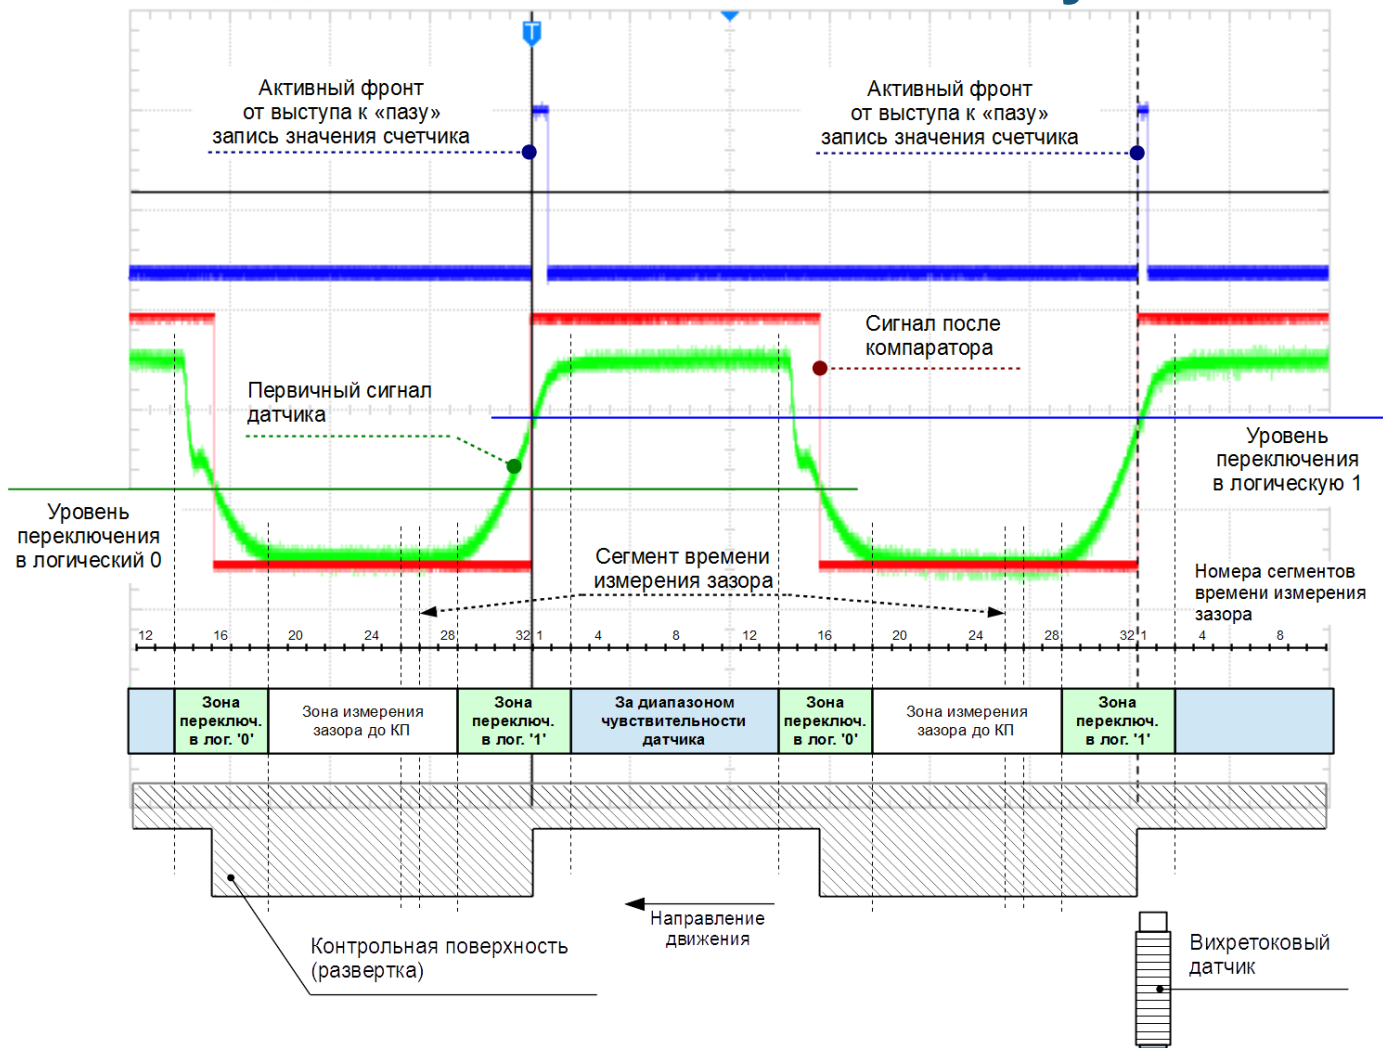 T
Активный фронт
от выступа к «пазу»
запись значения счетчика
Активный фронт
от выступа к «пазу»
запись значения счетчика
Сигнал после
компаратора
Первичный сигнал
датчика
Уровень
переключения
в логическую 1
Уровень
переключения
в логический 0
Сегмент времени
измерения зазора
Номера сегментов
времени измерения
зазора
12 16 20 24 28 32 1 4 8 12 16 20 24 28 32 1 4 8
Зона
переключ.
в лог. '0'
Зона измерения
зазора до КП
Зона
переключ.
в лог. '1'
За диапазоном
чувствительности
датчика
Зона
переключ.
в лог. '0'
Зона измерения
зазора до КП
Зона
переключ.
в лог. '1'
Направление
движения
Контрольная поверхность
(развертка)
Вихретоковый
датчик